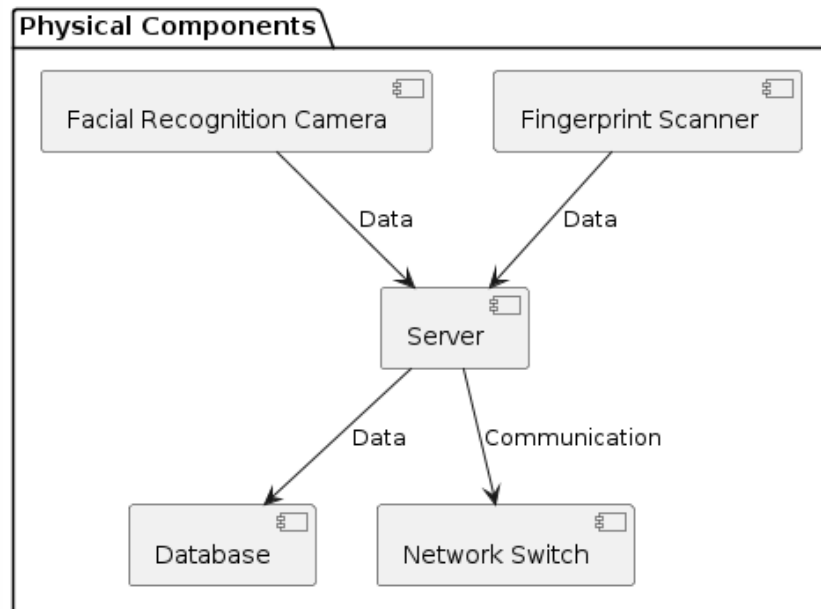 Physical Components
Facial Recognition Camera
Fingerprint Scanner
Data
Data
Server
Data
Communication
Database
Network Switch